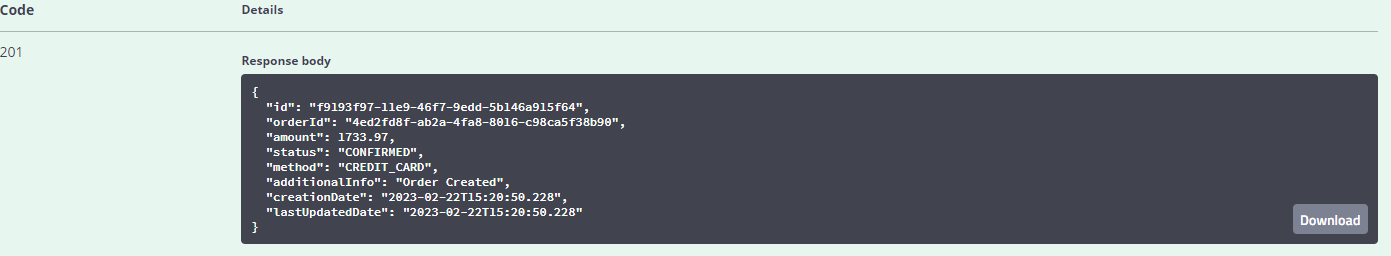 Code Details
201
Response body
{
  "id": "f9193f97-11e9-46f7-9edd-5b146a915f64",
  "orderId": "4ed2fd8f-ab2a-4fa8-8016-c98ca5f38b90",
  "amount": 1733.97,
  "status": "CONFIRMED",
  "method": "CREDIT_CARD",
  "additionalInfo": "Order Created",
  "creationDate": "2023-02-22T15:20:50.228",
  "lastUpdatedDate": "2023-02-22T15:20:50.228"
}
Download